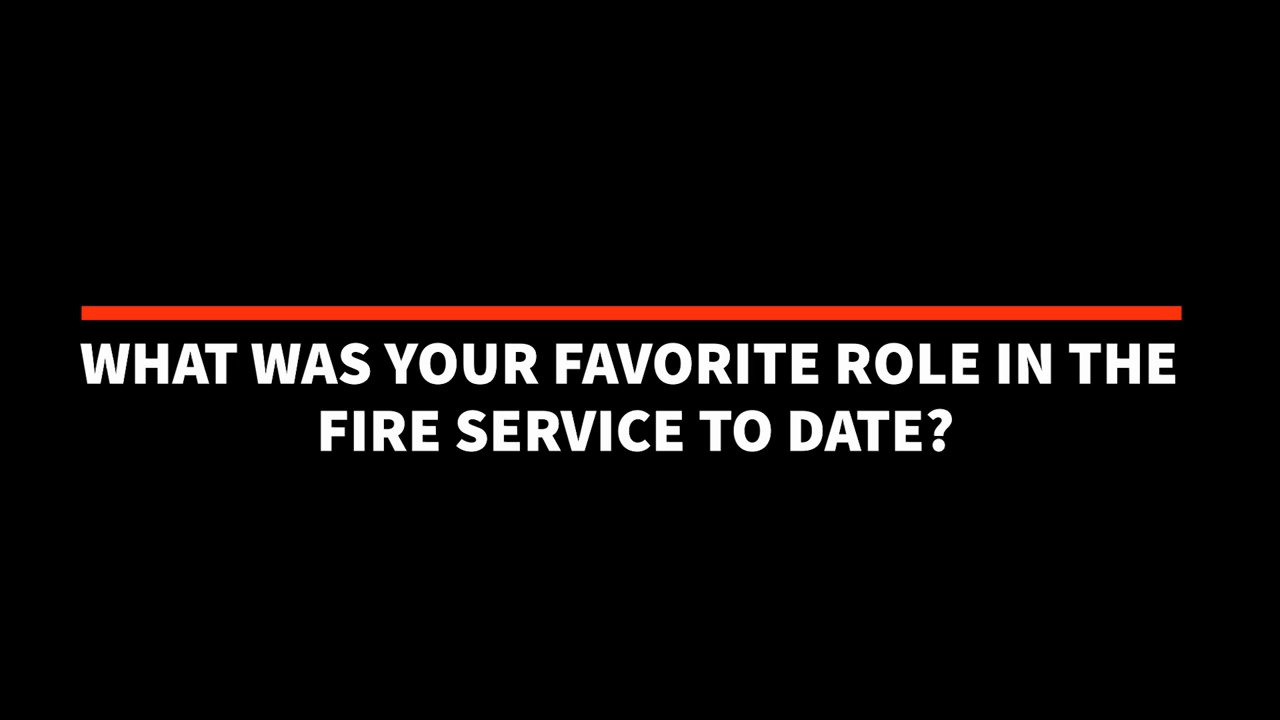 WHAT WAS YOUR FAVORITE ROLE IN THE
FIRE SERVICE TO DATE?